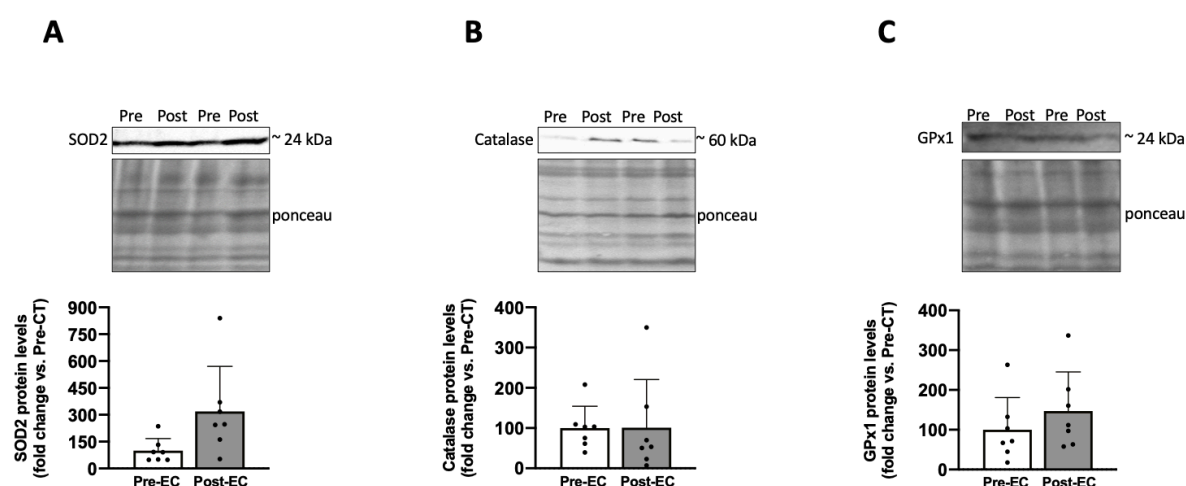 A
Pre Post Pre Post
SOD2 ~ 24 kDa
ponceau
SOD2 protein levels
(fold change vs. Pre-CT)
900
750
600
450
300
150
0
Pre-EC Post-EC
B
Pre Post Pre Post
Catalase ~ 60 kDa
ponceau
Catalase protein levels
(fold change vs. Pre-CT)
400
300
200
100
0
Pre-EC Post-EC
C
Pre Post Pre Post
GPx1 ~ 24 kDa
ponceau
GPx1 protein levels
(fold change vs. Pre-CT)
400
300
200
100
0
Pre-EC Post-EC